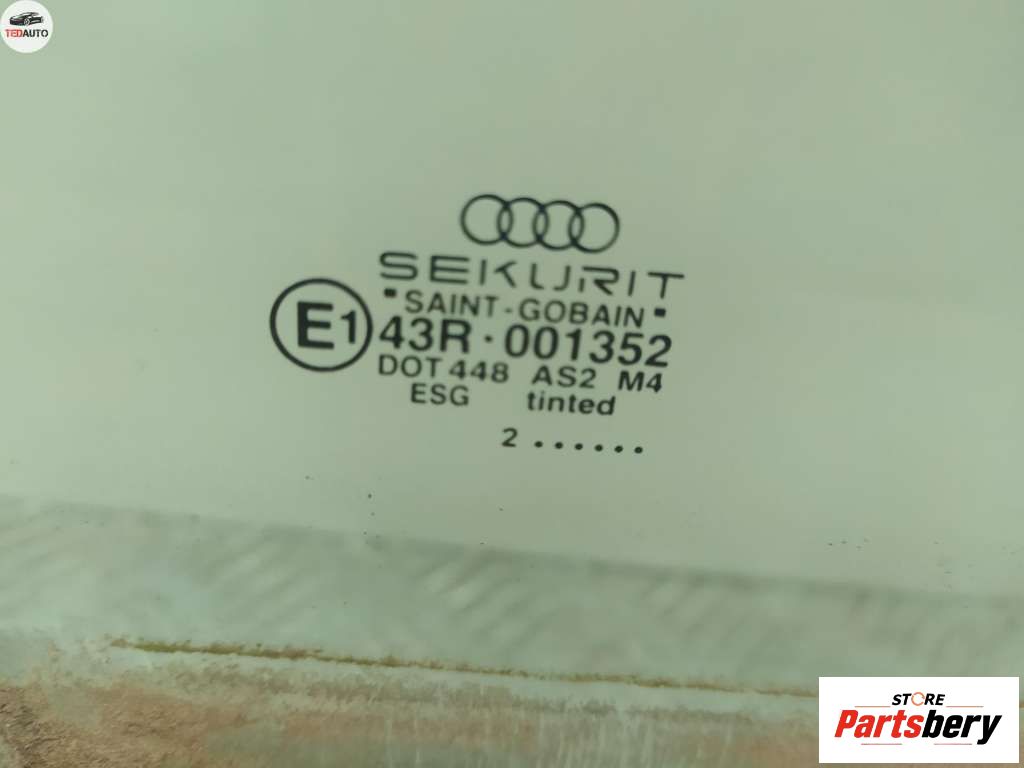 TEDAUTO
SEKURIT
"SAINT-GOBAIN"
E1 43R·001352
DOT 448 AS2 M4
ESG tinted
2 ......
STORE
Partsbery